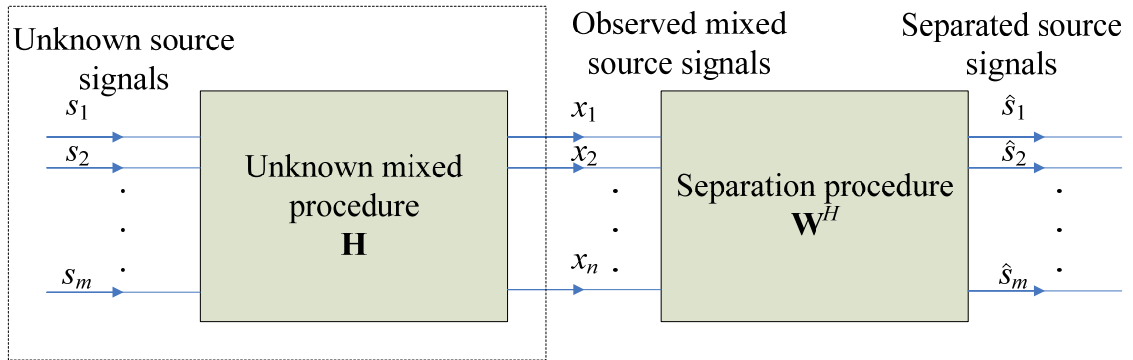 Unknown source
signals
s1
s2
.
.
.
sm
Unknown mixed
procedure
H
Observed mixed
source signals
x1
x2
.
.
.
xn
Separation procedure
W^H
Separated source
signals
ŝ1
ŝ2
.
.
.
ŝm